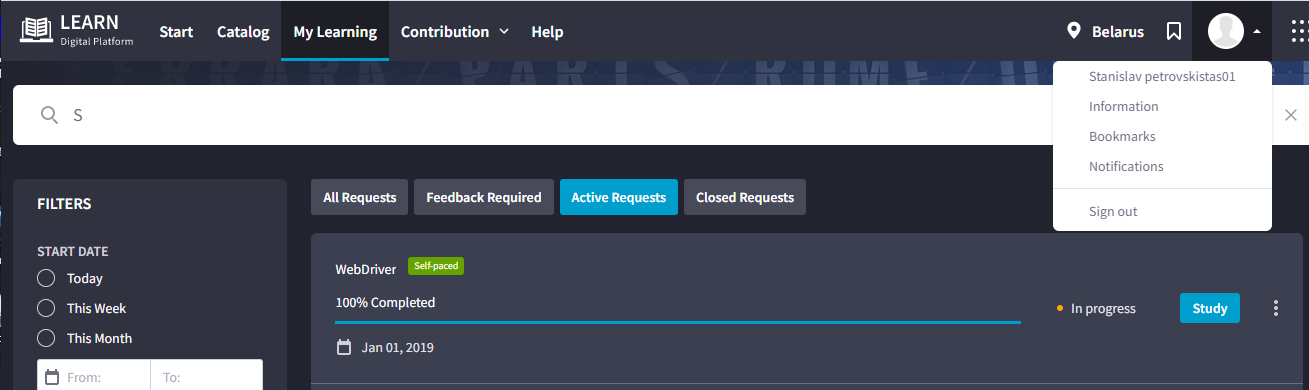 LEARN
Digital Platform
Start Catalog My Learning Contribution Help Belarus
Stanislav petrovskistas01
Information
Bookmarks
Notifications
Sign out
S
FILTERS
START DATE
Today
This Week
This Month
From: To:
All Requests Feedback Required Active Requests Closed Requests
WebDriver Self-paced
100% Completed
In progress Study
Jan 01, 2019